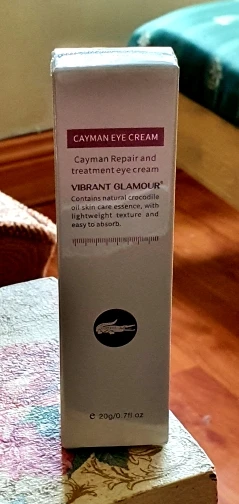 CAYMAN EYE CREAM
Cayman Repair and
treatment eye cream
VIBRANT GLAMOUR®
Contains natural crocodile
oil skin care essence, with
lightweight texture and
easy to absorb.
e 20g/0.7fl oz